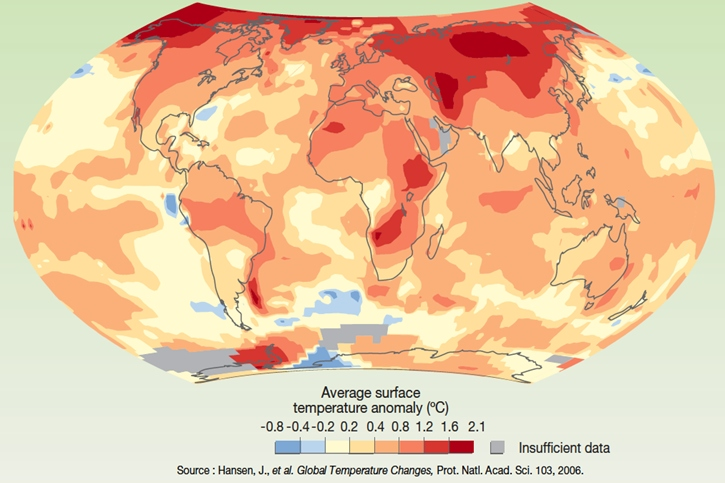 Average surface
temperature anomaly (ºC)
-0.8 -0.4 -0.2 0.2 0.4 0.8 1.2 1.6 2.1
Insufficient data
Source : Hansen, J., et al. Global Temperature Changes, Prot. Natl. Acad. Sci. 103, 2006.